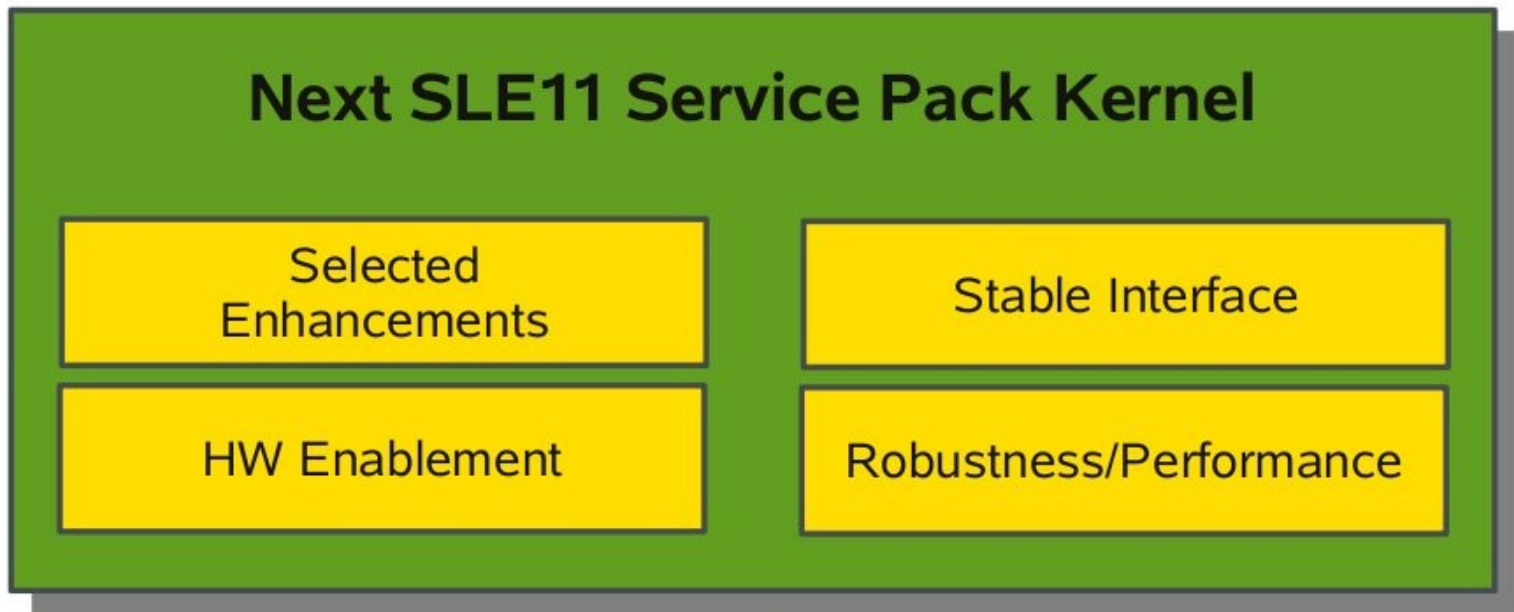 Next SLE11 Service Pack Kernel
Selected
Enhancements
Stable Interface
HW Enablement
Robustness/Performance